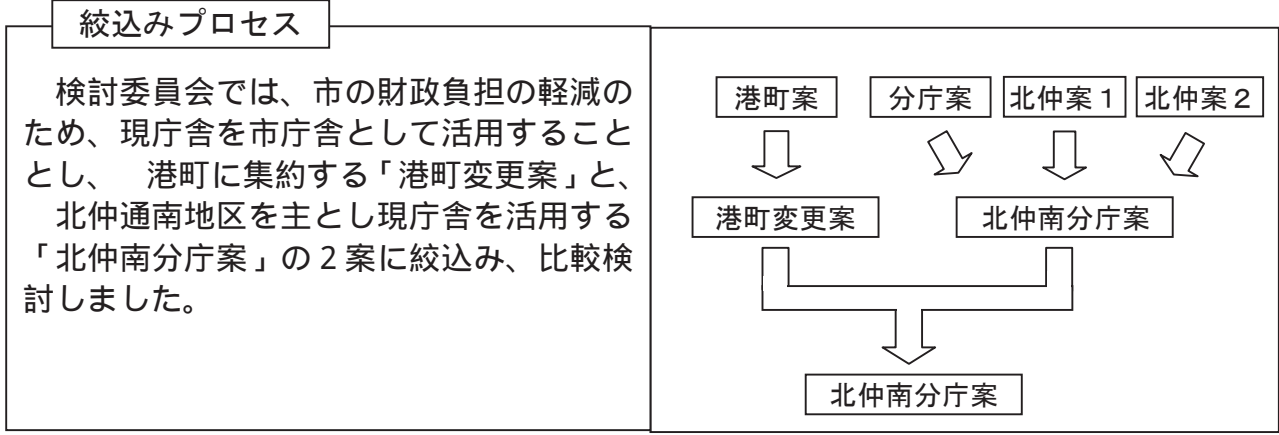 絞込みプロセス
　検討委員会では、市の財政負担の軽減の
ため、現庁舎を市庁舎として活用すること
とし、　港町に集約する「港町変更案」と、
　北仲通南地区を主とし現庁舎を活用する
「北仲南分庁案」の２案に絞込み、比較検
討しました。
港町案　分庁案　北仲案１　北仲案２
港町変更案　北仲南分庁案
北仲南分庁案